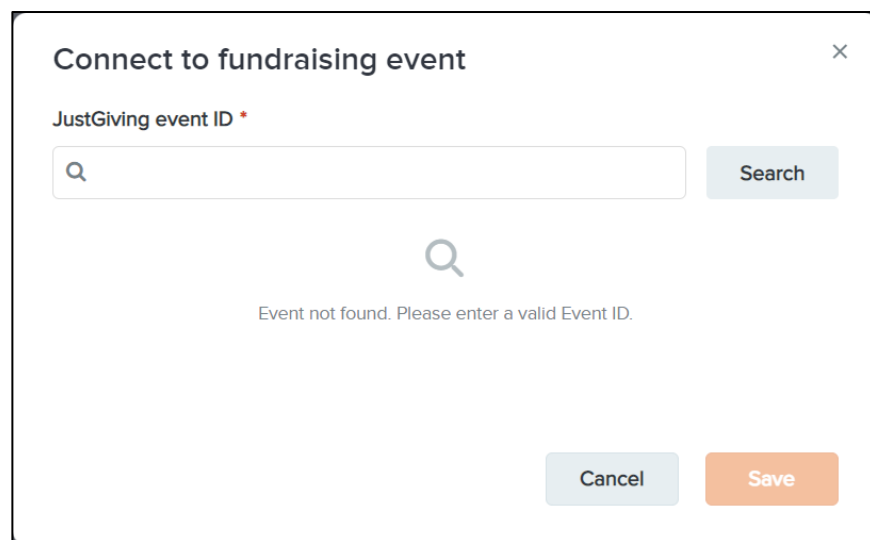 Connect to fundraising event
JustGiving event ID *
Search
Event not found. Please enter a valid Event ID.
Cancel
Save